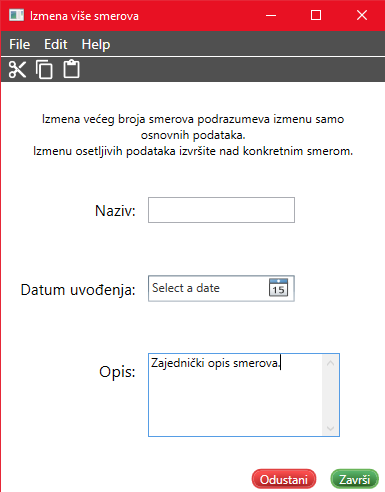 Izmena više smerova
File Edit Help
Izmena većeg broja smerova podrazumeva izmenu samo
osnovnih podataka.
Izmenu osetljivih podataka izvršite nad konkretnim smerom.
Naziv:
Datum uvođenja: Select a date 15
Opis: Zajednički opis smerova.
Odustani Završi